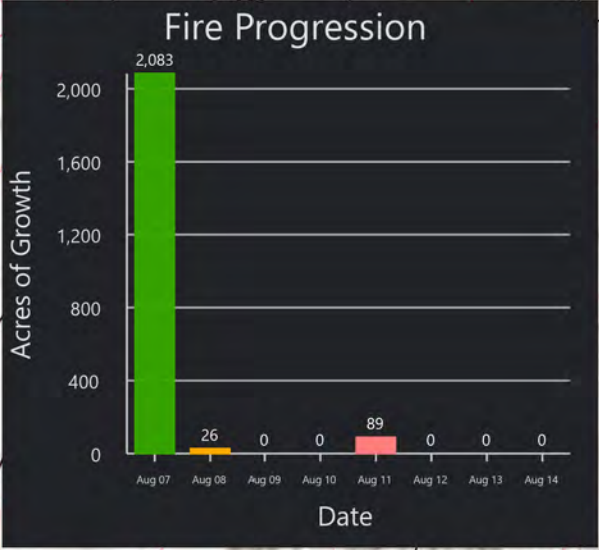 Fire Progression
2,083
2,000
1,600
1,200
800
400
0
Acres of Growth
26
0
0
89
0
0
0
Aug 07
Aug 08
Aug 09
Aug 10
Aug 11
Aug 12
Aug 13
Aug 14
Date